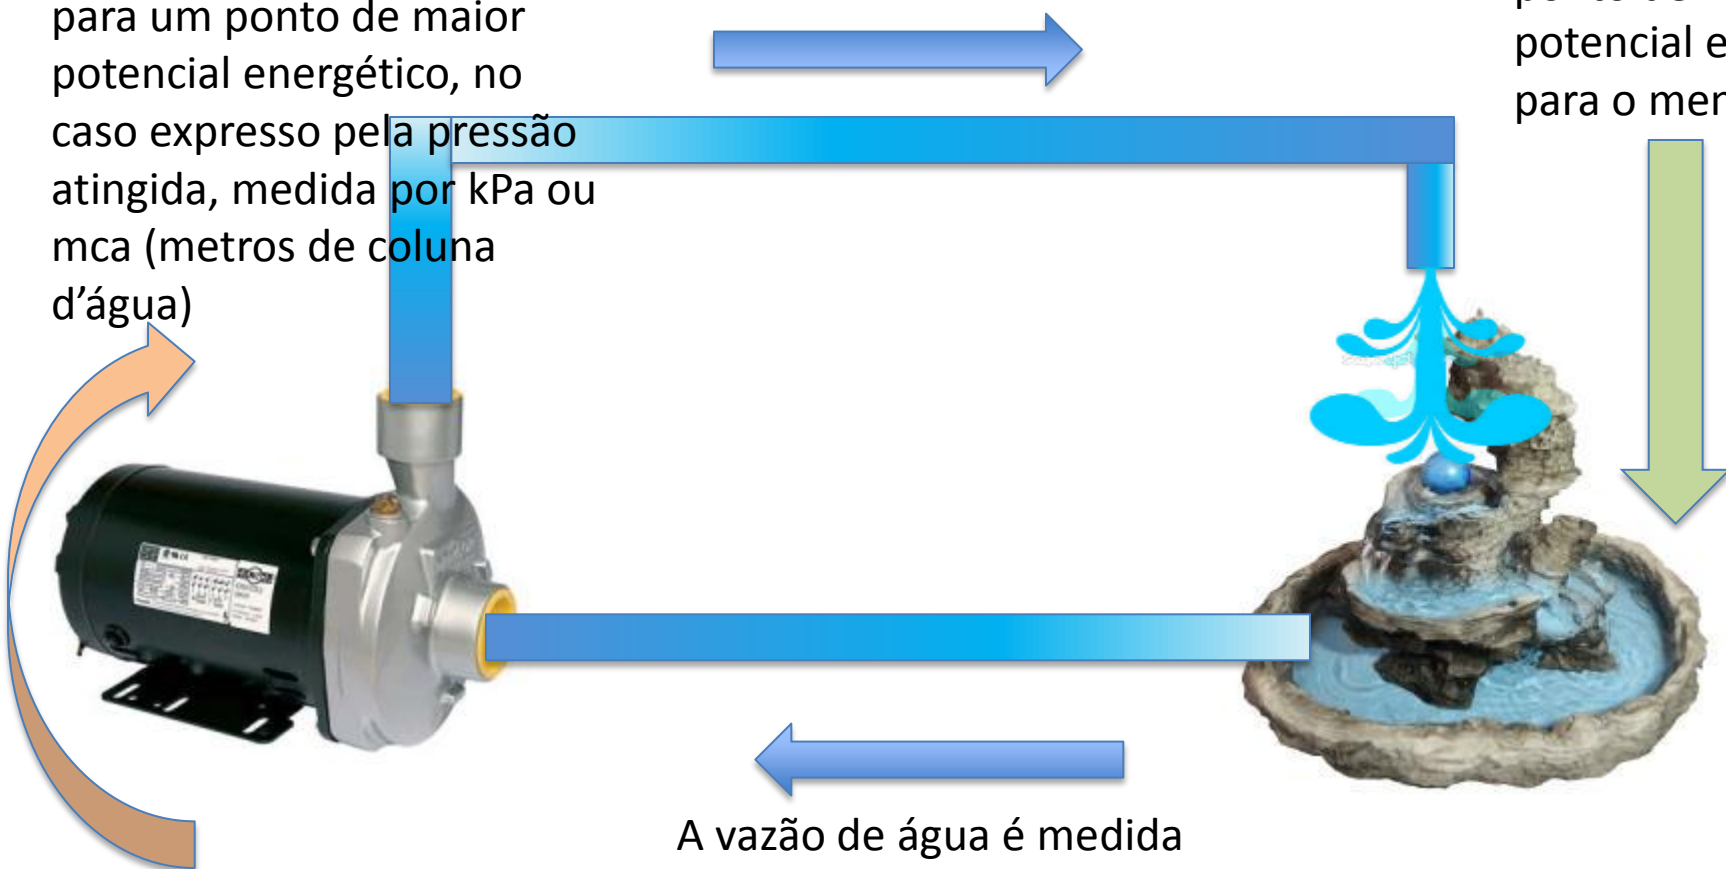 para um ponto de maior
potencial energético, no
caso expresso pela pressão
atingida, medida por kPa ou
mca (metros de coluna
d’água)
potencial e
para o
A vazão de água é medida